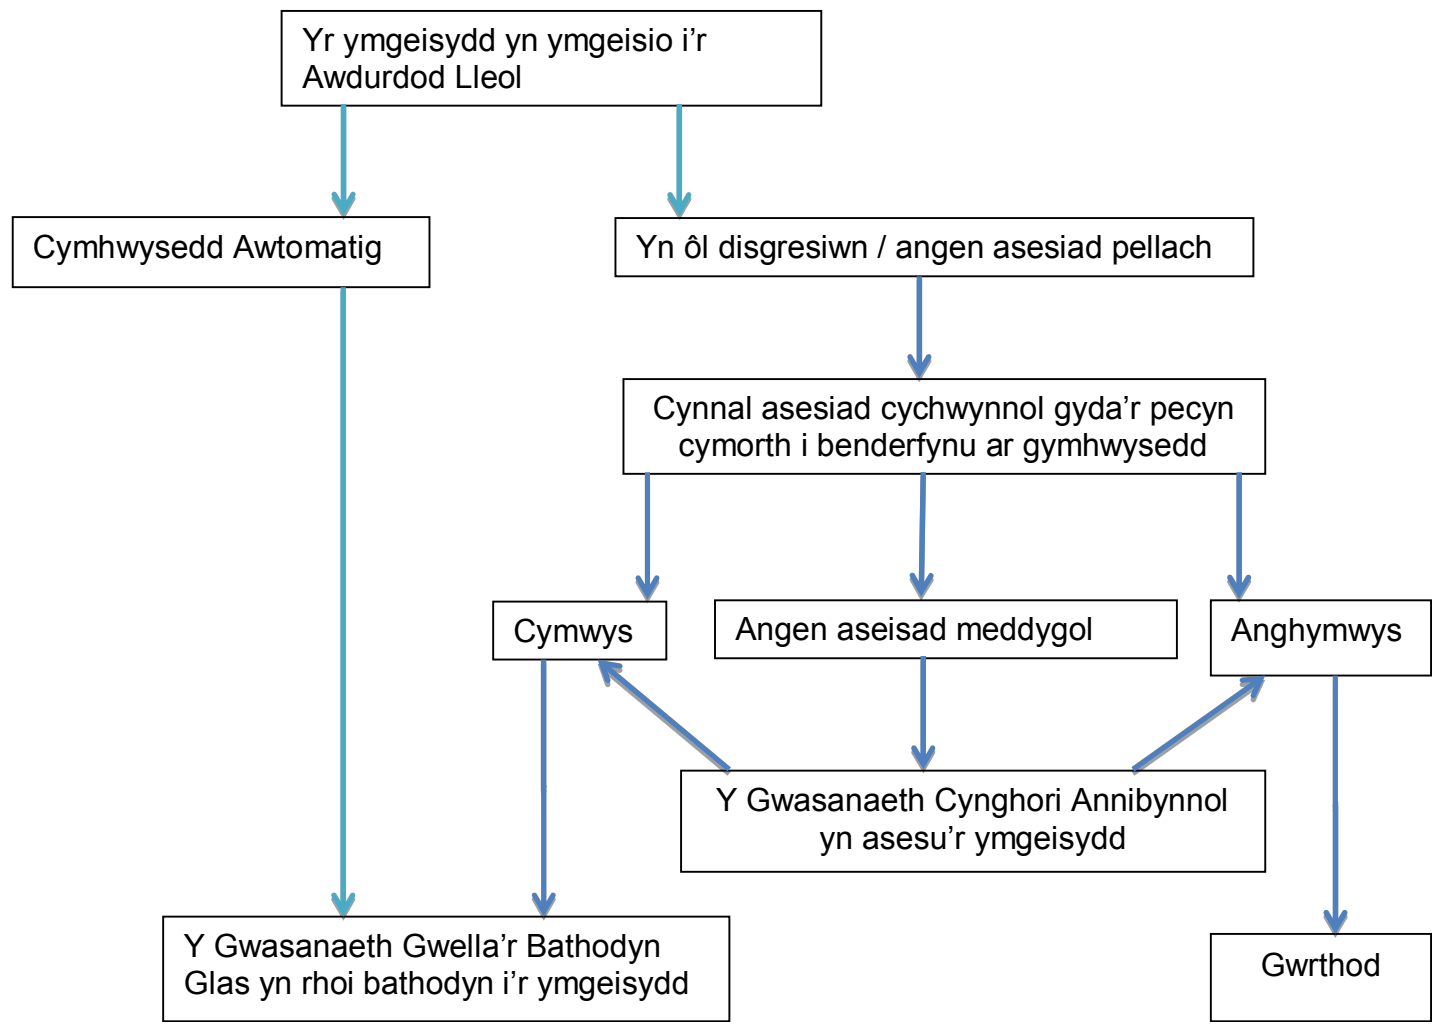 Yr ymgeisydd yn ymgeisio i’r
Awdurdod Lleol
Cymhwysedd Awtomatig
Yn ôl disgresiwn / angen asesiad pellach
Cynnal asesiad cychwynnol gyda’r pecyn
cymorth i benderfynu ar gymhwysedd
Cymwys
Angen aseisad meddygol
Anghymwys
Y Gwasanaeth Cynghori Annibynnol
yn asesu’r ymgeisydd
Y Gwasanaeth Gwella’r Bathodyn
Glas yn rhoi bathodyn i’r ymgeisydd
Gwrthod